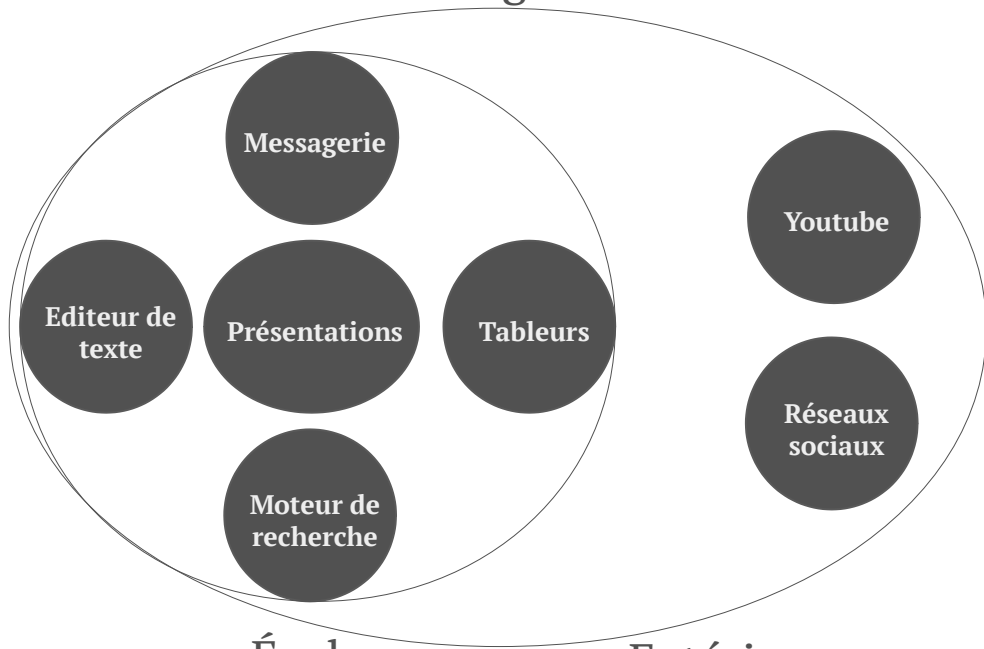 Messagerie
Youtube
Editeur de
texte
Présentations
Tableurs
Réseaux
sociaux
Moteur de
recherche